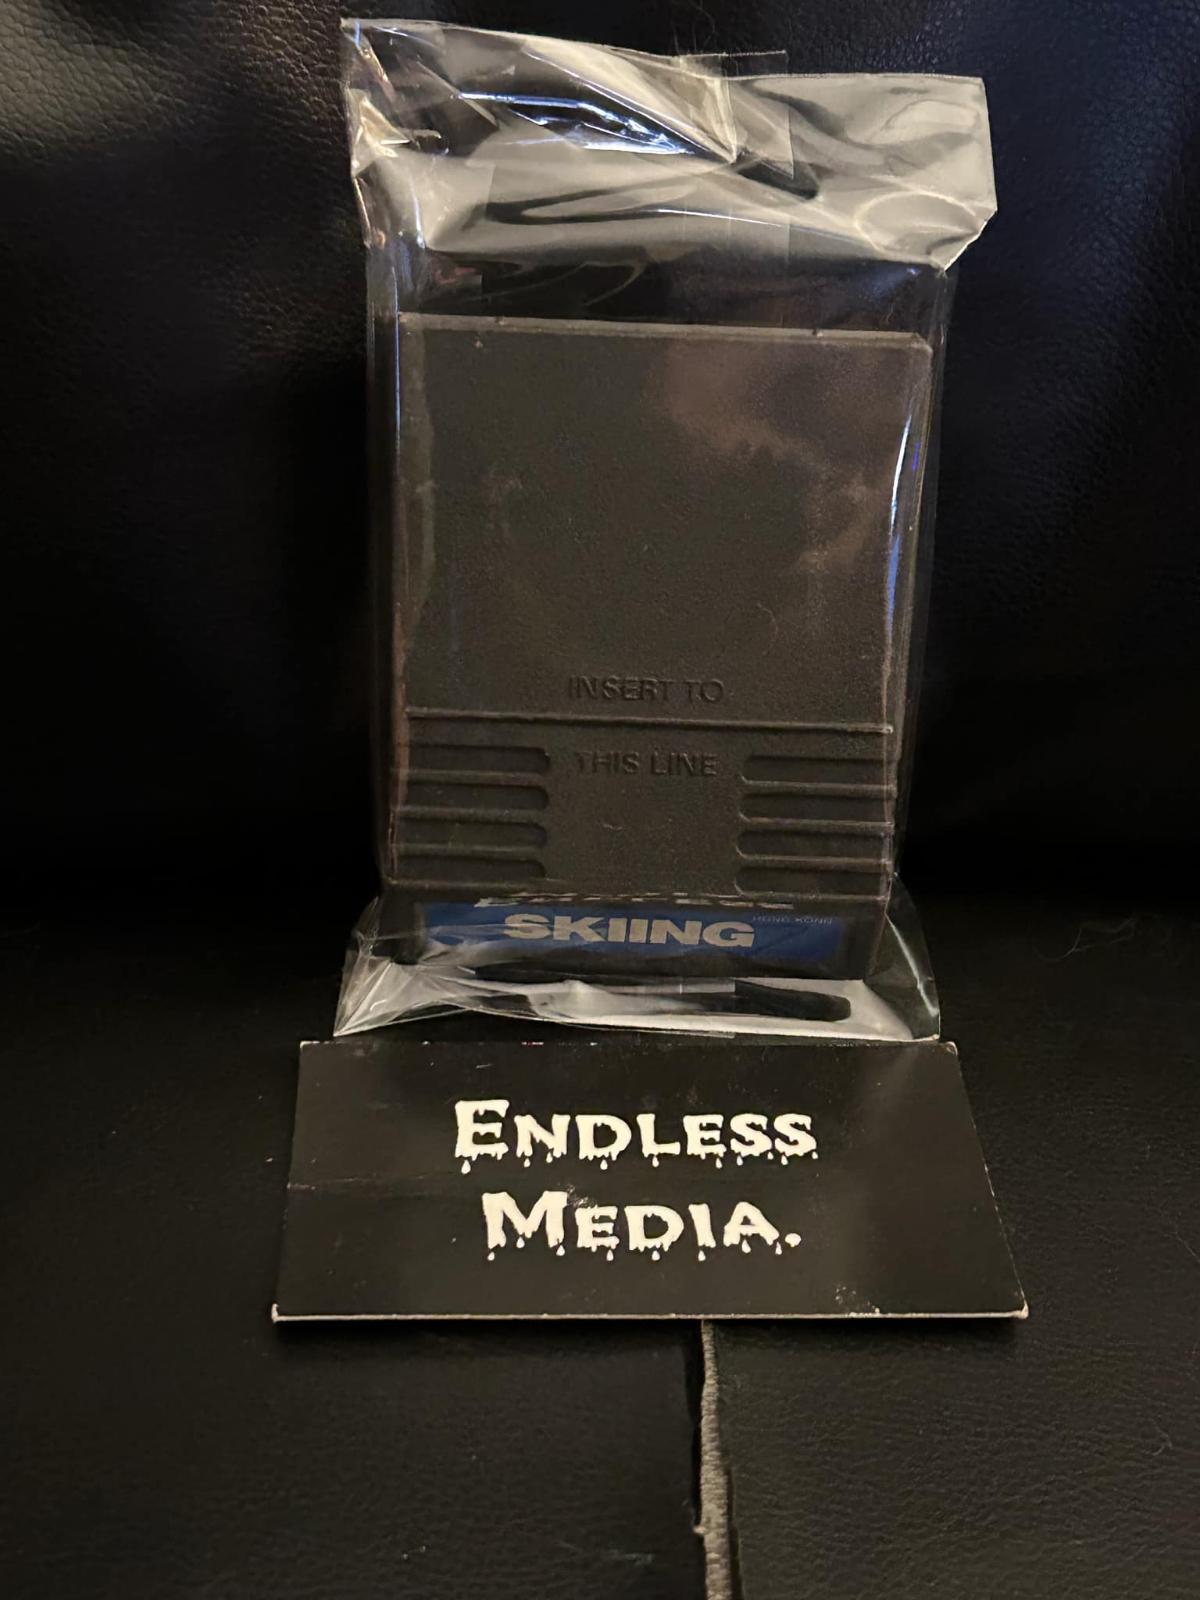 INSERT TO
THIS LINE
SKIING
HONG KONG
ENDLESS
MEDIA.